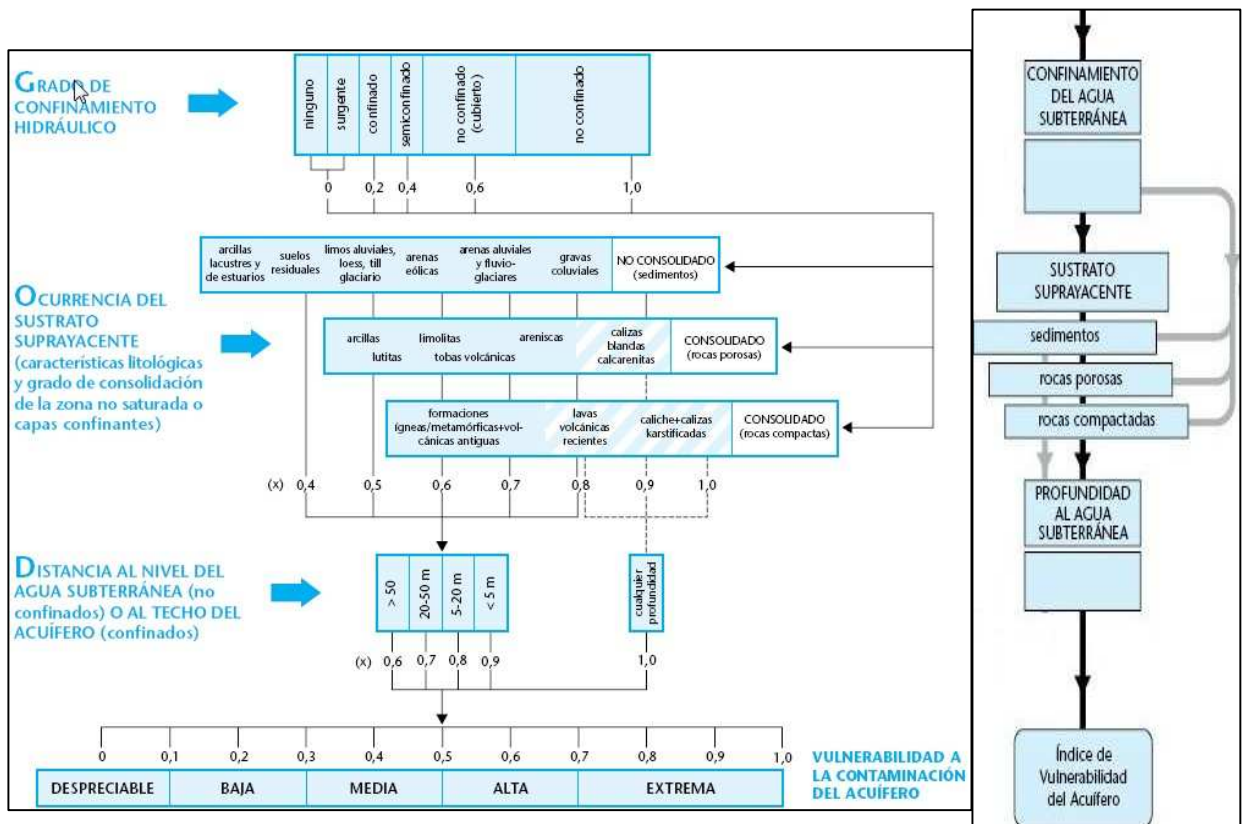 GRADO DE
CONFINAMIENTO
HIDRÁULICO
ninguno
surgente
confinado
semiconfinado
no confinado
(cubierto)
no confinado
0 0,2 0,4 0,6 1,0
OCURRENCIA DEL
SUSTRATO
SUPRAYACENTE
(características litológicas
y grado de consolidación
de la zona no saturada o
capas confinantes)
arcillas
lacustres y
de estuarios
suelos
residuales
limos aluviales,
loess, till
glaciario
arenas
eólicas
arenas aluviales
y fluvio-
glaciares
gravas
coluviales
NO CONSOLIDADO
(sedimentos)
arcillas
lutitas
limolitas
tobas volcánicas
areniscas
calizas
blandas
calcarenitas
CONSOLIDADO
(rocas porosas)
formaciones
ígneas/metamórficas+vol-
cánicas antíguas
lavas
volcánicas
recientes
caliche+calizas
karstificadas
CONSOLIDADO
(rocas compactas)
(x) 0,4 0,5 0,6 0,7 0,8 0,9 1,0
DISTANCIA AL NIVEL DEL
AGUA SUBTERRÁNEA (no
confinados) O AL TECHO DEL
ACUÍFERO (confinados)
> 50
20-50 m
5-20 m
< 5 m
cualquier
profundidad
(x) 0,6 0,7 0,8 0,9 1,0
0 0,1 0,2 0,3 0,4 0,5 0,6 0,7 0,8 0,9 1,0
DESPRECIABLE BAJA MEDIA ALTA EXTREMA
VULNERABILIDAD A
LA CONTAMINACIÓN
DEL ACUÍFERO
CONFINAMIENTO
DEL AGUA
SUBTERRÁNEA
SUSTRATO
SUPRAYACENTE
sedimentos
rocas porosas
rocas compactadas
PROFUNDIDAD
AL AGUA
SUBTERRÁNEA
Índice de
Vulnerabilidad
del Acuífero